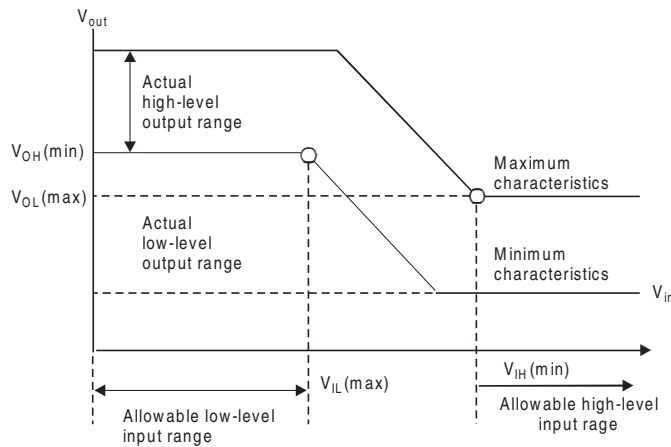 V_out
Actual
high-level
output range
V_OH(min)
Maximum
characteristics
V_OL(max)
Actual
low-level
output range
Minimum
characteristics
V_in
V_IL(max)
V_IH(min)
Allowable low-level
input range
Allowable high-level
input rage